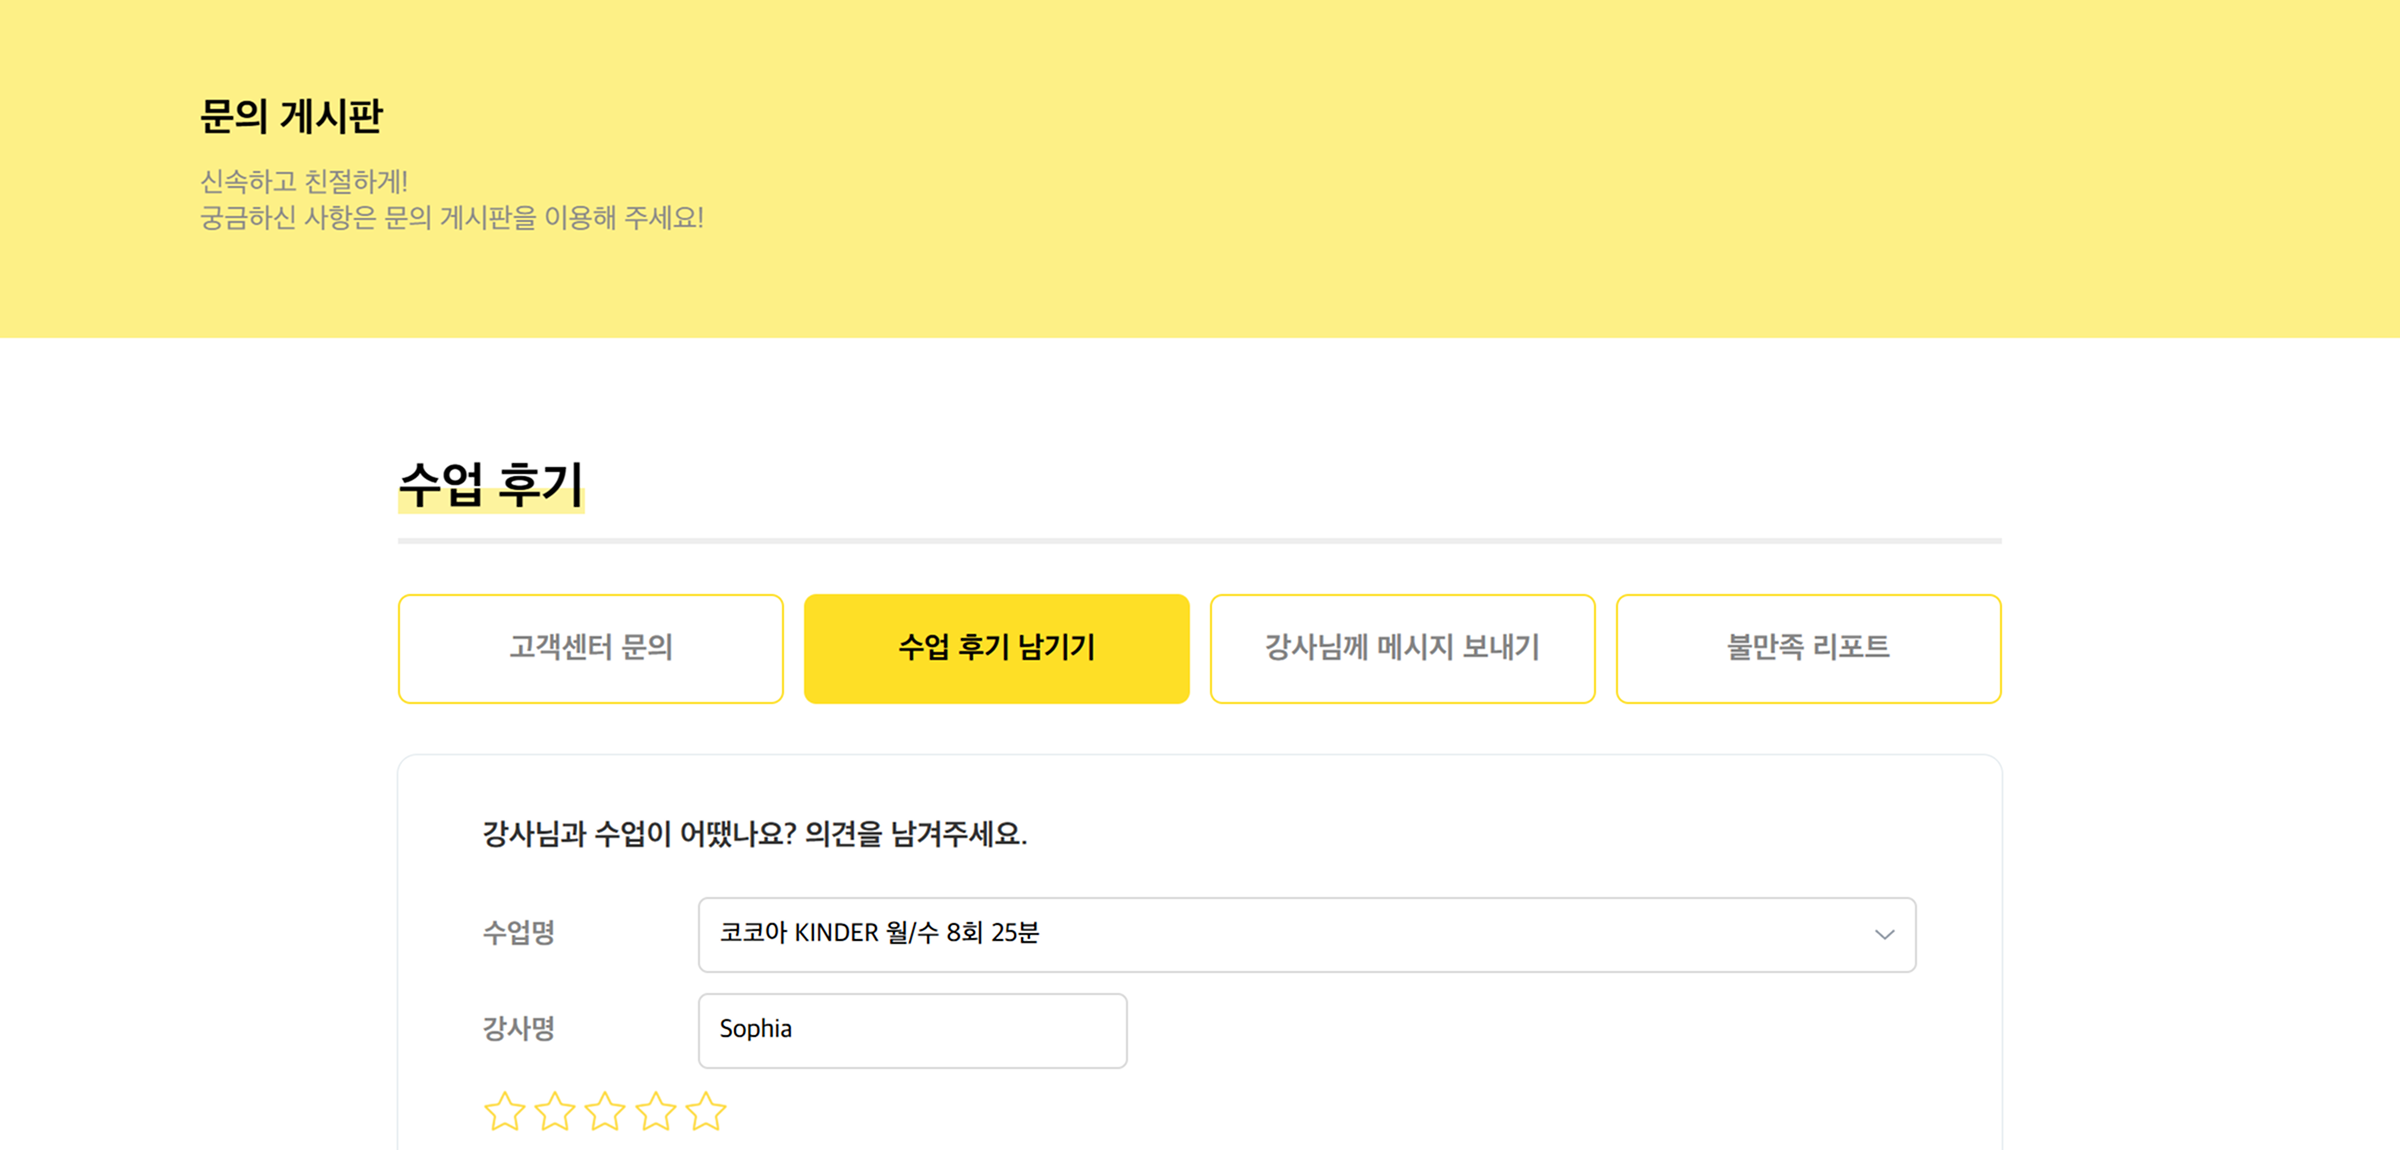 문의 게시판
신속하고 친절하게!
궁금하신 사항은 문의 게시판을 이용해 주세요!
수업 후기
고객센터 문의
수업 후기 남기기
강사님께 메시지 보내기
불만족 리포트
강사님과 수업이 어땠나요? 의견을 남겨주세요.
수업명
코코아 KINDER 월/수 8회 25분
강사명
Sophia